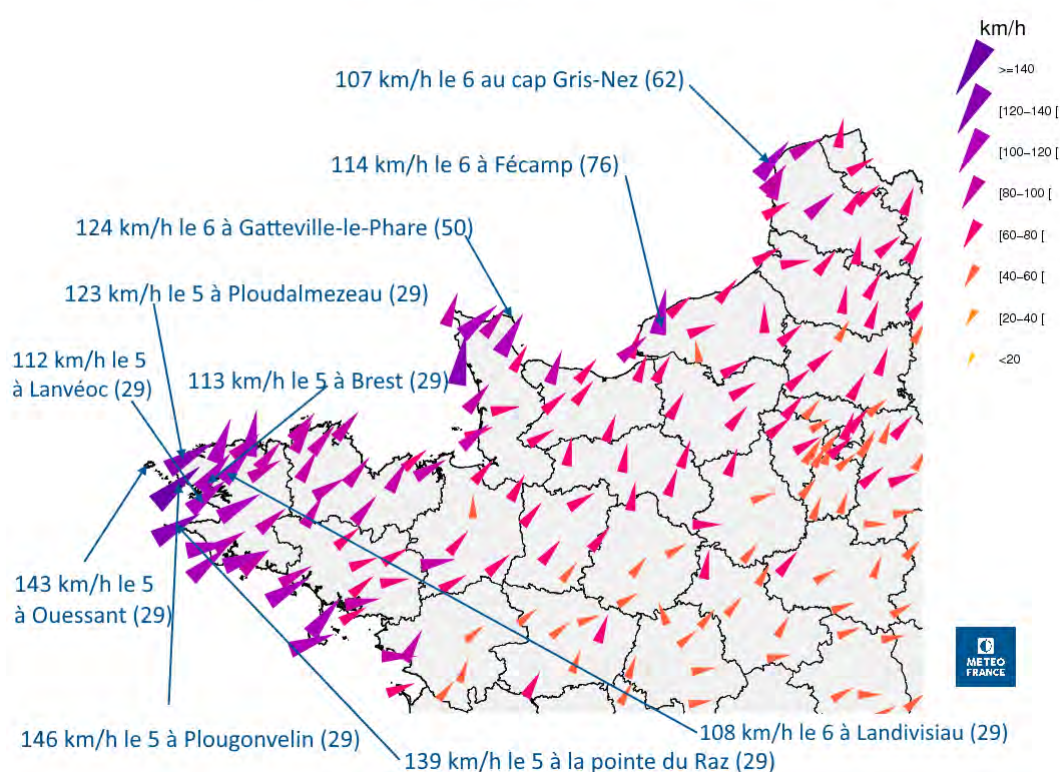 km/h
>=140
[120–140 [
[100–120 [
[80–100 [
[60–80 [
[40–60 [
[20–40 [
<20
107 km/h le 6 au cap Gris-Nez (62)
114 km/h le 6 à Fécamp (76)
124 km/h le 6 à Gatteville-le-Phare (50)
123 km/h le 5 à Ploudalmezeau (29)
112 km/h le 5
à Lanvéoc (29)
113 km/h le 5 à Brest (29)
143 km/h le 5
à Ouessant (29)
146 km/h le 5 à Plougonvelin (29)
139 km/h le 5 à la pointe du Raz (29)
108 km/h le 6 à Landivisiau (29)
METEO
FRANCE